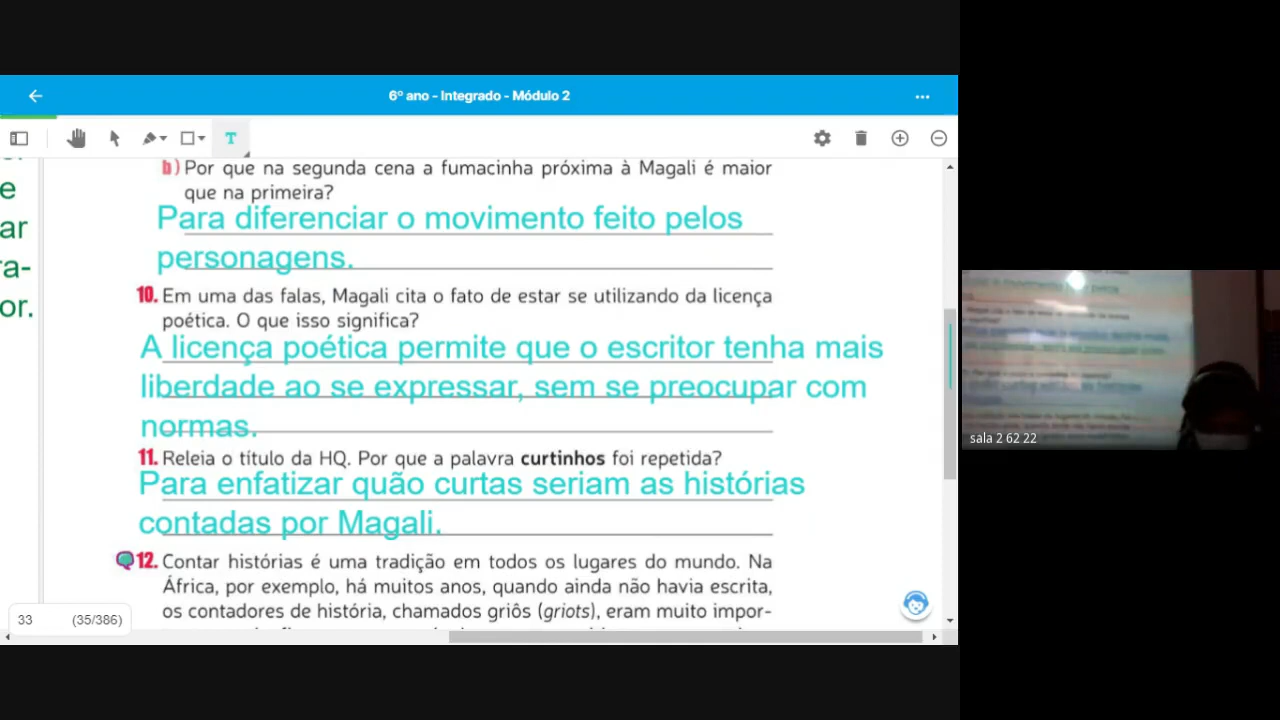 6º ano - Integrado - Módulo 2
b) Por que na segunda cena a fumacinha próxima à Magali é maior
que na primeira?
Para diferenciar o movimento feito pelos
personagens.
10. Em uma das falas, Magali cita o fato de estar se utilizando da licença
poética. O que isso significa?
A licença poética permite que o escritor tenha mais
liberdade ao se expressar, sem se preocupar com
normas.
11. Releia o título da HQ. Por que a palavra curtinhos foi repetida?
Para enfatizar quão curtas seriam as histórias
contadas por Magali.
12. Contar histórias é uma tradição em todos os lugares do mundo. Na
África, por exemplo, há muitos anos, quando ainda não havia escrita,
os contadores de história, chamados griôs (griots), eram muito impor-
e
ar
ra-
or.
33 (35/386)
sala 2 62 22